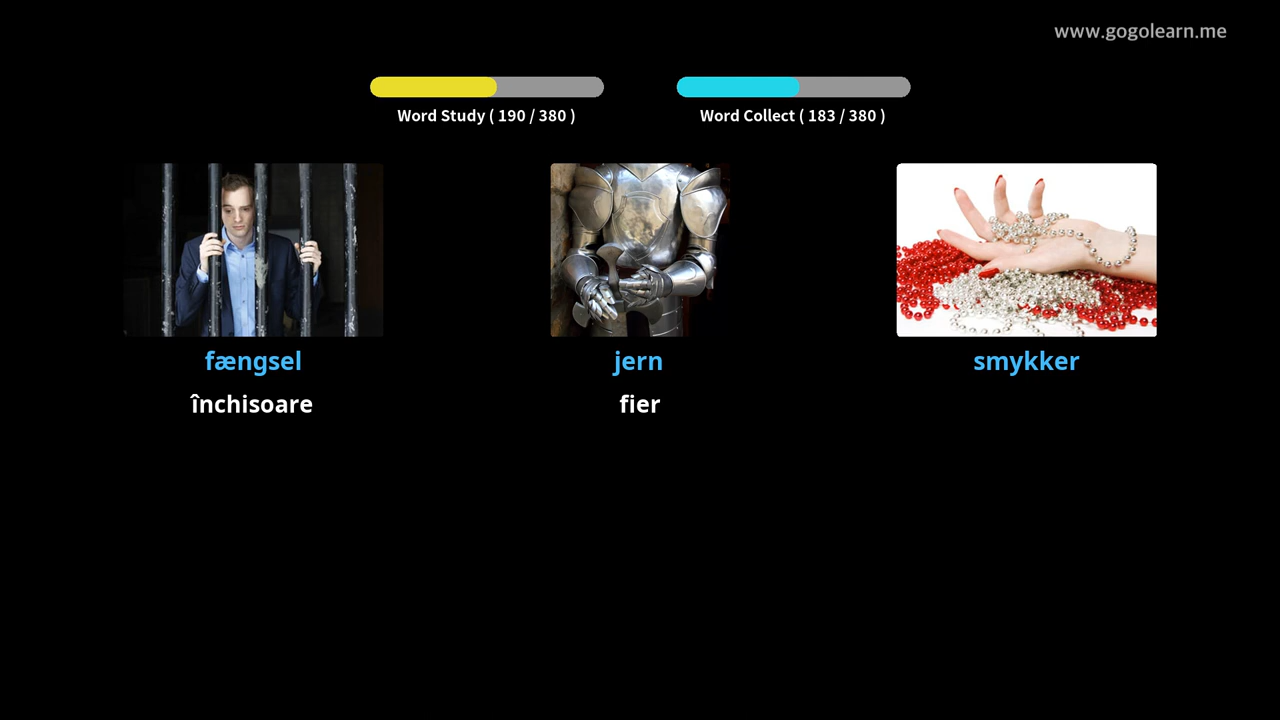 www.gogolearn.me
Word Study ( 190 / 380 )
Word Collect ( 183 / 380 )
fængsel
jern
smykker
închisoare
fier